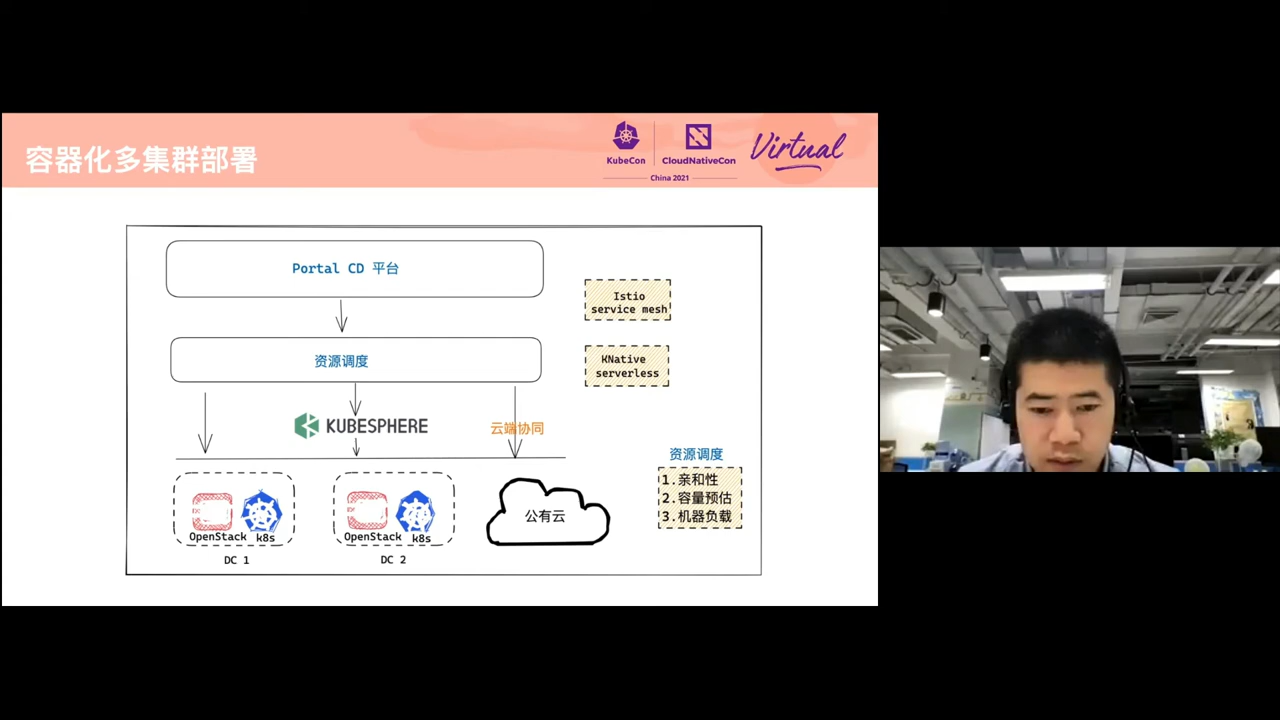 容器化多集群部署
KubeCon
CloudNativeCon
Virtual
China 2021
Portal CD 平台
Istio
service mesh
资源调度
KNative
serverless
KUBESPHERE
云端协同
资源调度
1.亲和性
2.容量预估
3.机器负载
OpenStack k8s
OpenStack k8s
公有云
DC 1
DC 2